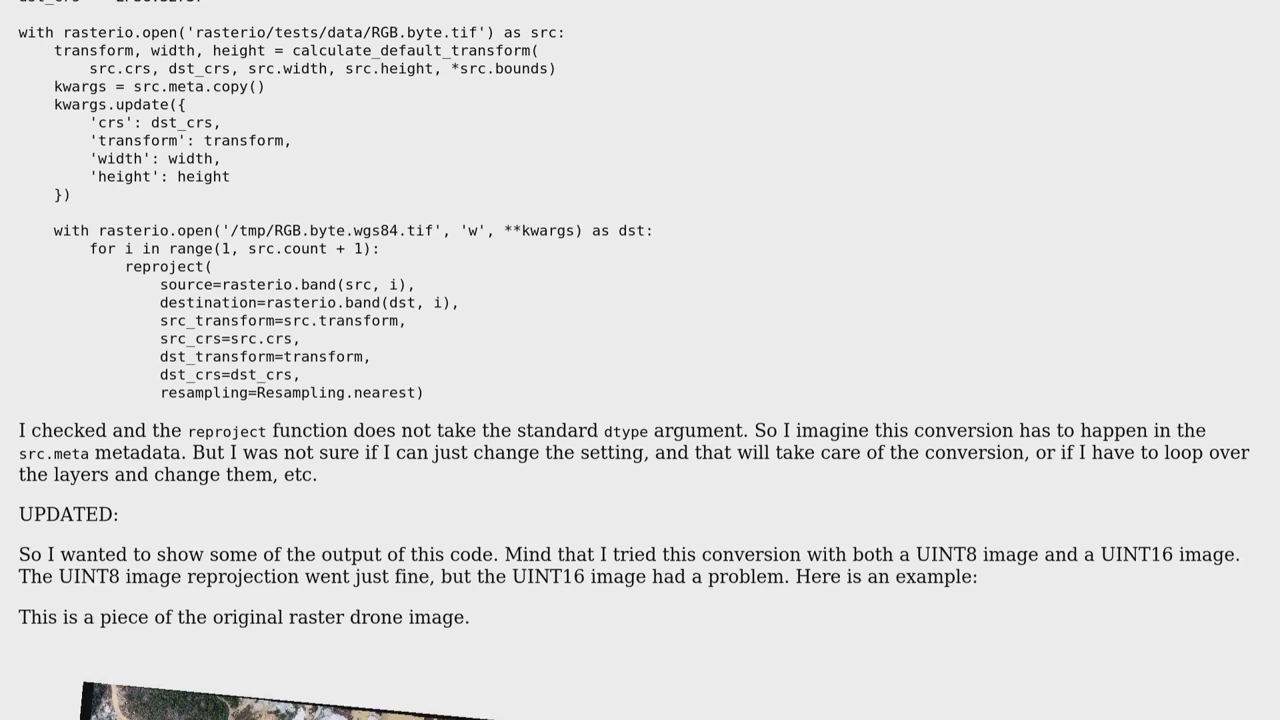 with rasterio.open('rasterio/tests/data/RGB.byte.tif') as src:
    transform, width, height = calculate_default_transform(
        src.crs, dst_crs, src.width, src.height, *src.bounds)
    kwargs = src.meta.copy()
    kwargs.update({
        'crs': dst_crs,
        'transform': transform,
        'width': width,
        'height': height
    })

    with rasterio.open('/tmp/RGB.byte.wgs84.tif', 'w', **kwargs) as dst:
        for i in range(1, src.count + 1):
            reproject(
                source=rasterio.band(src, i),
                destination=rasterio.band(dst, i),
                src_transform=src.transform,
                src_crs=src.crs,
                dst_transform=transform,
                dst_crs=dst_crs,
                resampling=Resampling.nearest)
I checked and the reproject function does not take the standard dtype argument. So I imagine this conversion has to happen in the
src.meta metadata. But I was not sure if I can just change the setting, and that will take care of the conversion, or if I have to loop over
the layers and change them, etc.
UPDATED:
So I wanted to show some of the output of this code. Mind that I tried this conversion with both a UINT8 image and a UINT16 image.
The UINT8 image reprojection went just fine, but the UINT16 image had a problem. Here is an example:
This is a piece of the original raster drone image.